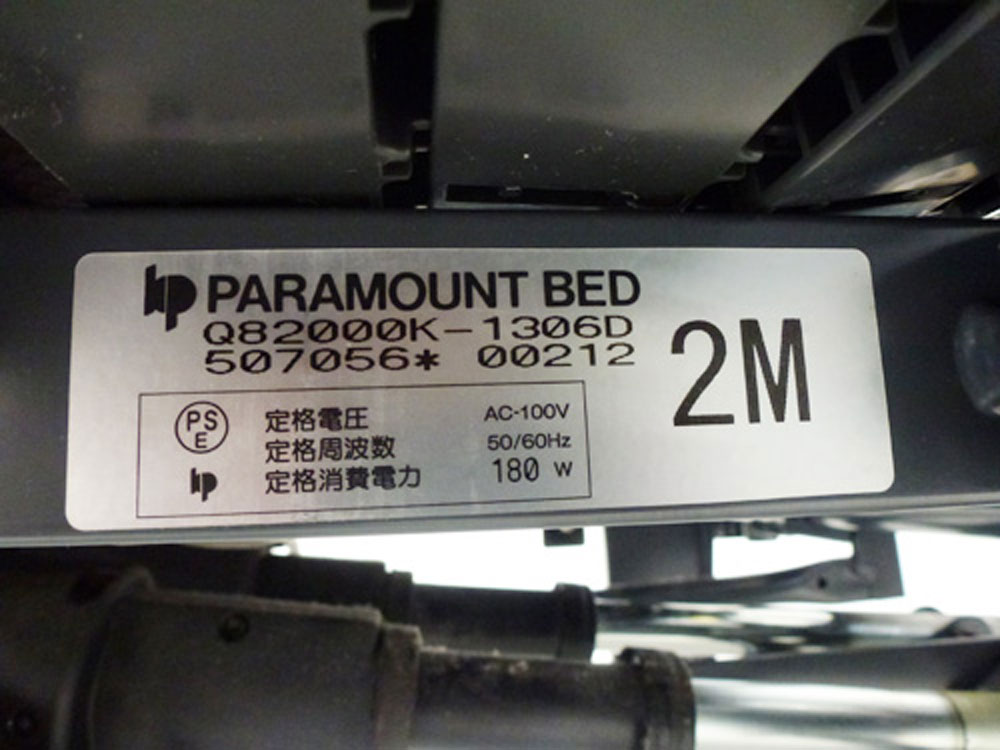 PARAMOUNT BED
Q82000K-1306D
507056* 00212
2M
PS E
定格電圧 AC-100V
定格周波数 50/60Hz
定格消費電力 180 W